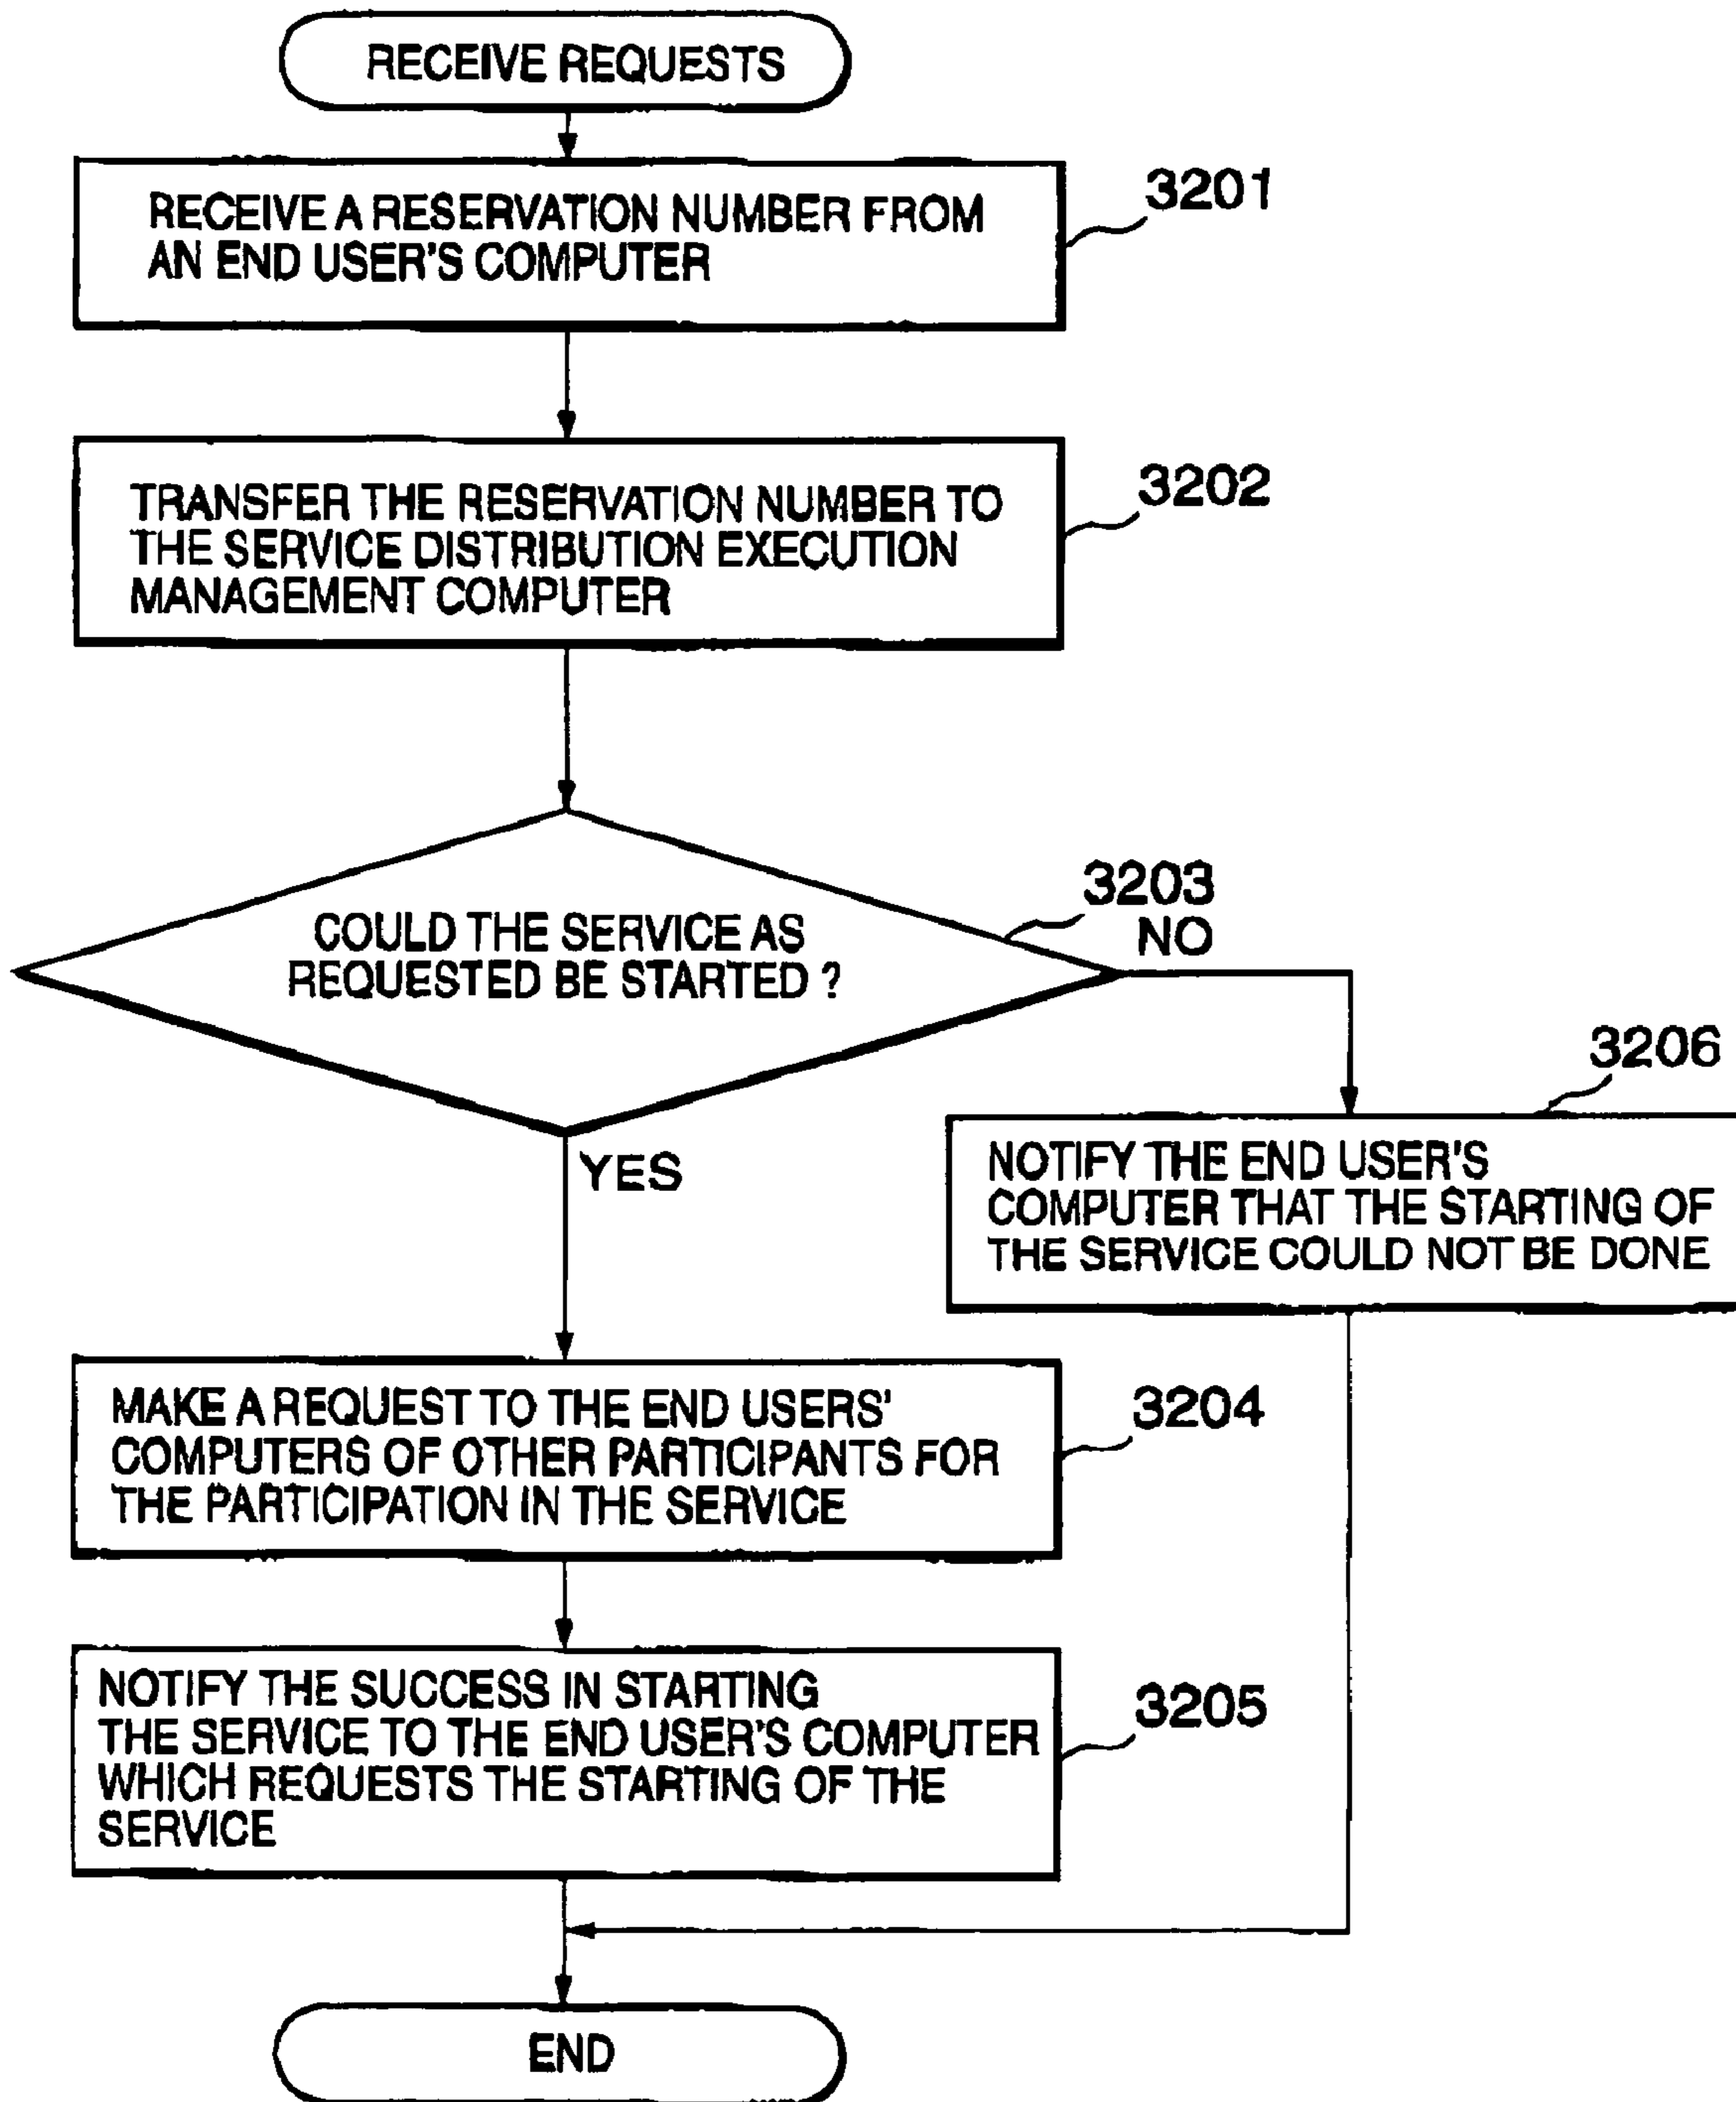 RECEIVE REQUESTS
RECEIVE A RESERVATION NUMBER FROM
AN END USER'S COMPUTER
3201
TRANSFER THE RESERVATION NUMBER TO
THE SERVICE DISTRIBUTION EXECUTION
MANAGEMENT COMPUTER
3202
COULD THE SERVICE AS
REQUESTED BE STARTED ?
3203
NO
YES
3206
NOTIFY THE END USER'S
COMPUTER THAT THE STARTING OF
THE SERVICE COULD NOT BE DONE
MAKE A REQUEST TO THE END USERS'
COMPUTERS OF OTHER PARTICIPANTS FOR
THE PARTICIPATION IN THE SERVICE
3204
NOTIFY THE SUCCESS IN STARTING
THE SERVICE TO THE END USER'S COMPUTER
WHICH REQUESTS THE STARTING OF THE
SERVICE
3205
END